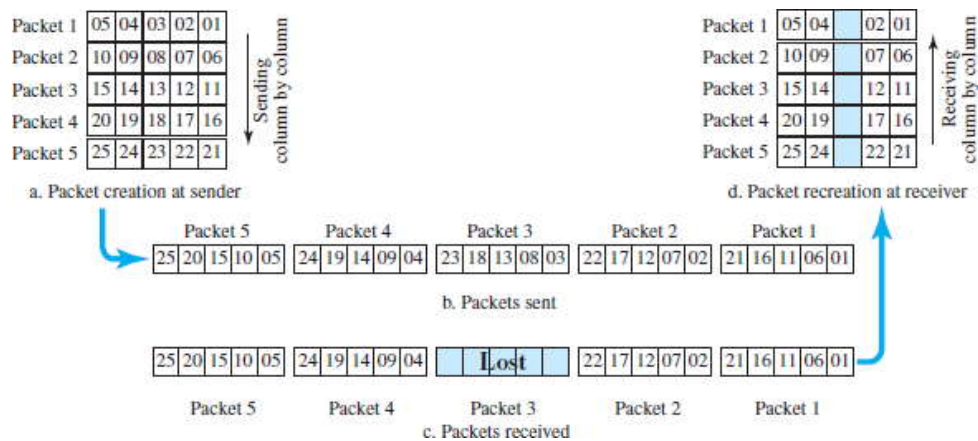 Packet 1 05 04 03 02 01
Packet 2 10 09 08 07 06
Packet 3 15 14 13 12 11
Packet 4 20 19 18 17 16
Packet 5 25 24 23 22 21
Sending
column by column
a. Packet creation at sender
Packet 1 05 04 02 01
Packet 2 10 09 07 06
Packet 3 15 14 12 11
Packet 4 20 19 17 16
Packet 5 25 24 22 21
Receiving
column by column
d. Packet recreation at receiver
Packet 5 Packet 4 Packet 3 Packet 2 Packet 1
25 20 15 10 05 24 19 14 09 04 23 18 13 08 03 22 17 12 07 02 21 16 11 06 01
b. Packets sent
25 20 15 10 05 24 19 14 09 04 Lost 22 17 12 07 02 21 16 11 06 01
Packet 5 Packet 4 Packet 3 Packet 2 Packet 1
c. Packets received